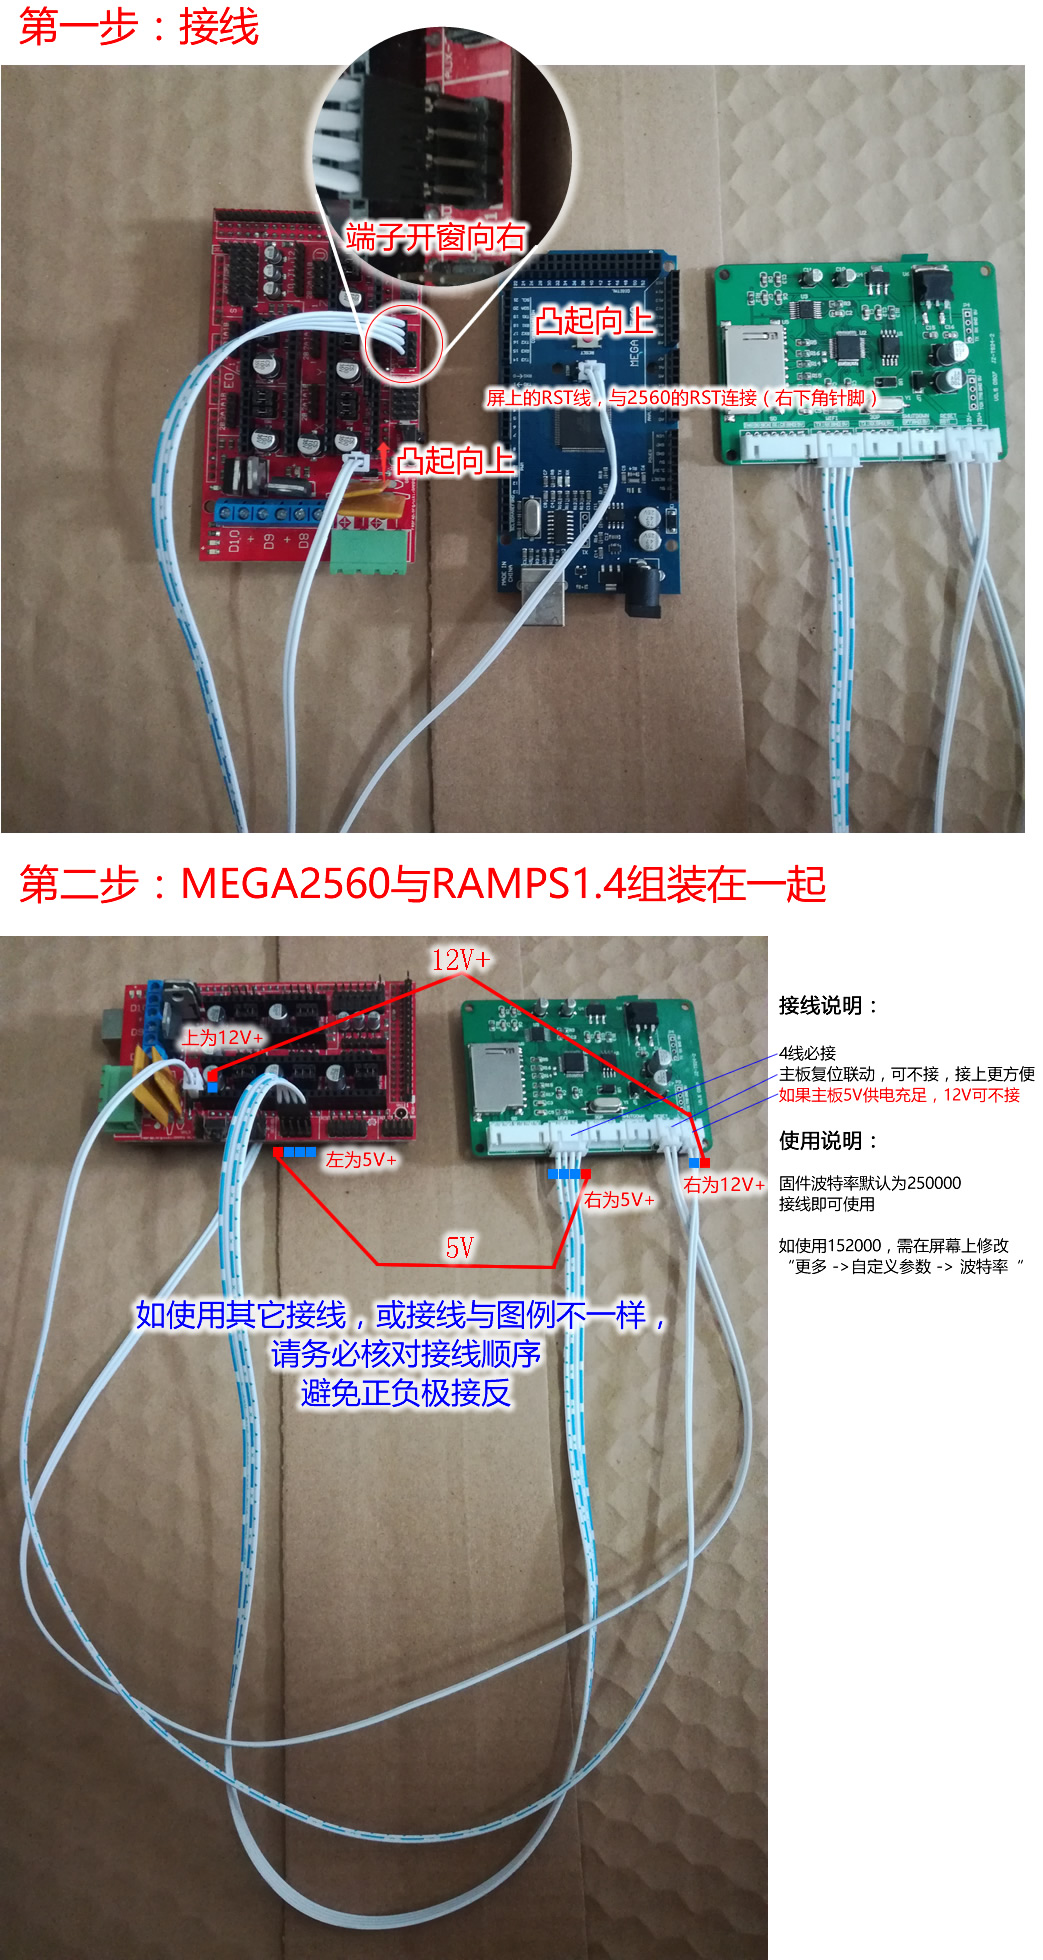 第一步：接线
端子开窗向右
凸起向上
MEGA
屏上的RST线，与2560的RST连接（右下角针脚）
凸起向上
D10 + D9 + D8
MADE IN
CHINA
第二步：MEGA2560与RAMPS1.4组装在一起
12V+
上为12V+
左为5V+
右为5V+
右为12V+
5V
如使用其它接线，或接线与图例不一样，
请务必核对接线顺序
避免正负极接反
接线说明：
4线必接
主板复位联动，可不接，接上更方便
如果主板5V供电充足，12V可不接
使用说明：
固件波特率默认为250000
接线即可使用
如使用152000，需在屏幕上修改
“更多 ->自定义参数 -> 波特率“